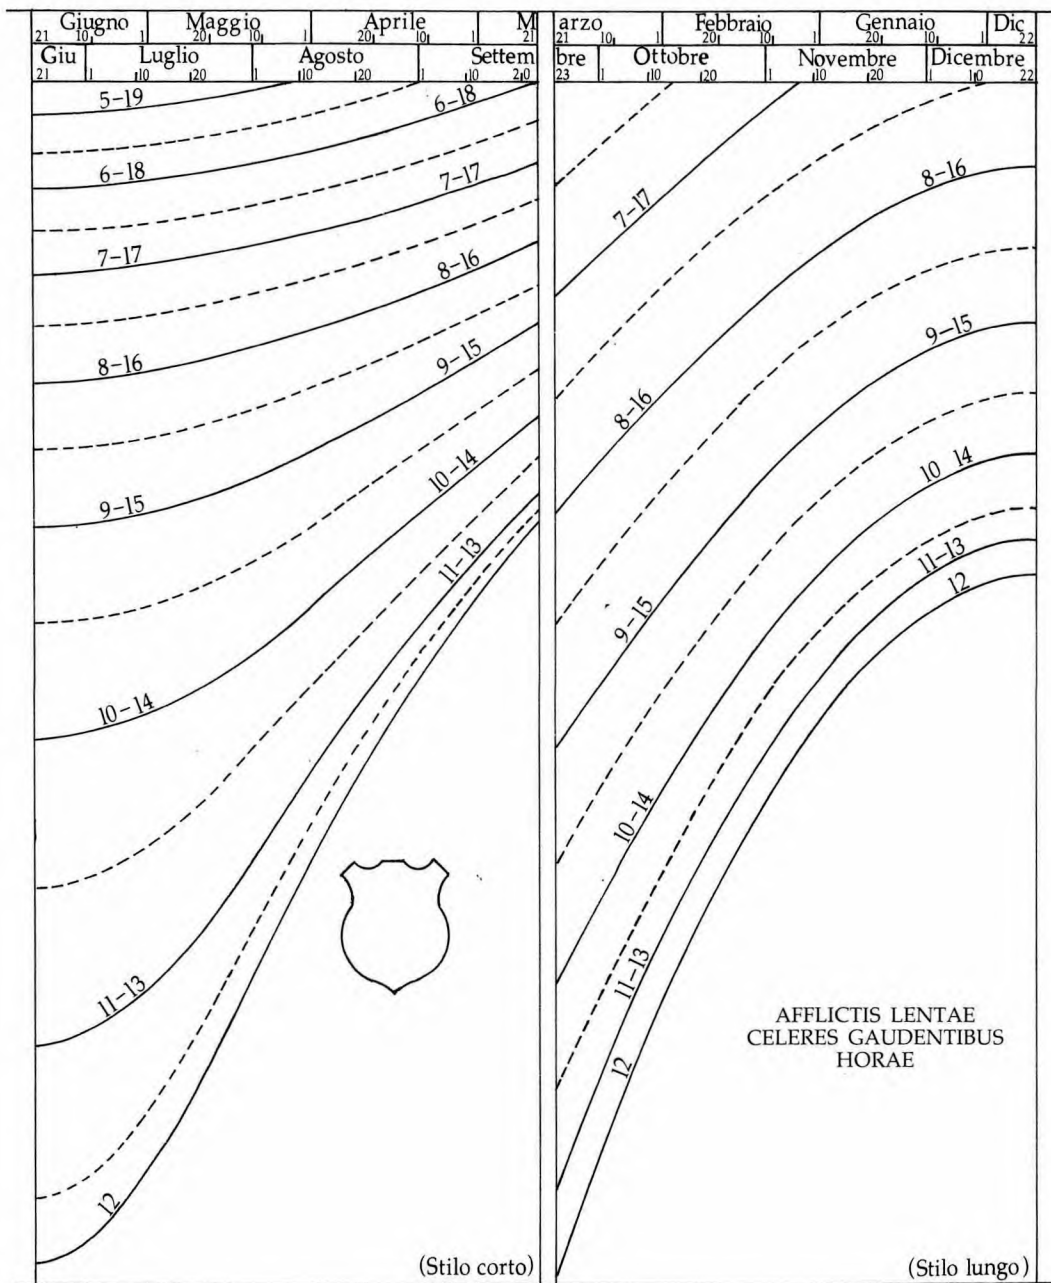 Giugno Maggio Aprile M arzo Febbraio Gennaio Dic
21 10 1 20 10 1 20 10 1 21 21 10 1 20 10 1 20 10 1 22
Giu Luglio Agosto Settem bre Ottobre Novembre Dicembre
21 1 10 20 1 10 20 1 10 20 23 1 10 20 1 10 20 1 10 22
5-19
6-18
6-18
7-17
7-17
8-16
8-16
9-15
9-15
10-14
10-14
11-13
11-13
12
7-17
8-16
8-16
9-15
9-15
10 14
10-14
11-13
11-13
12
12
AFFLICTIS LENTAE
CELERES GAUDENTIBUS
HORAE
(Stilo corto)
(Stilo lungo)